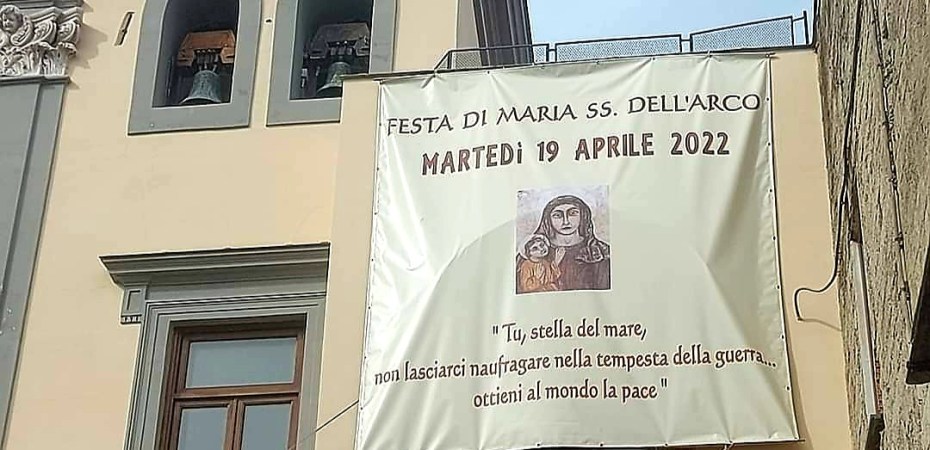 FESTA DI MARIA SS. DELL'ARCO
MARTEDì 19 APRILE 2022
"Tu, stella del mare,
non lasciarci naufragare nella tempesta della guerra...
ottieni al mondo la pace"